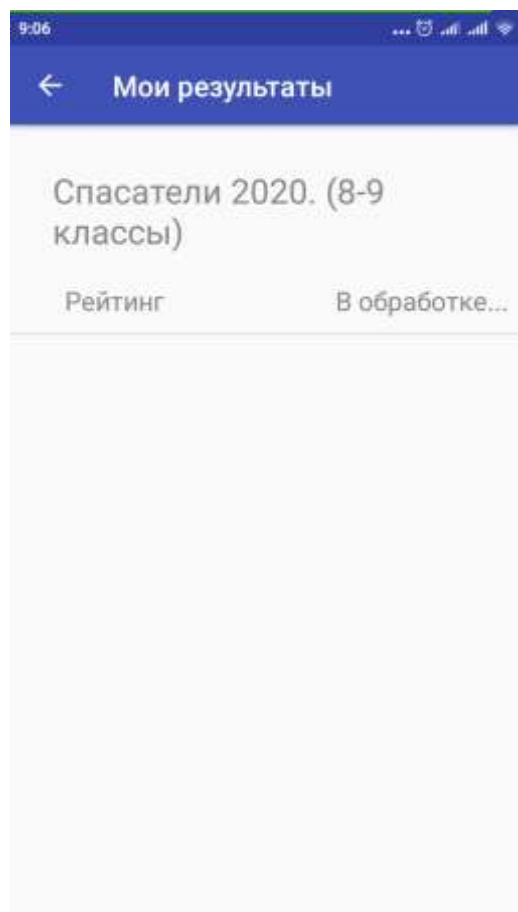 9:06
Мои результаты
Спасатели 2020. (8-9
классы)
Рейтинг В обработке...